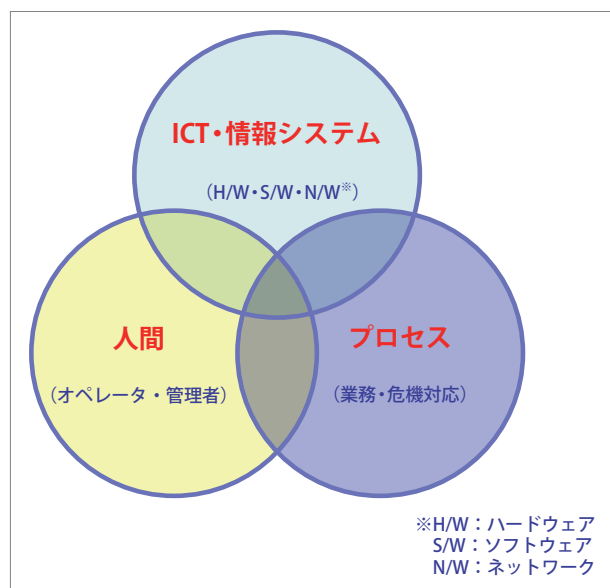 ICT・情報システム
（H/W・S/W・N/W※）
人間
（オペレータ・管理者）
プロセス
（業務・危機対応）
※H/W：ハードウェア
S/W：ソフトウェア
N/W：ネットワーク